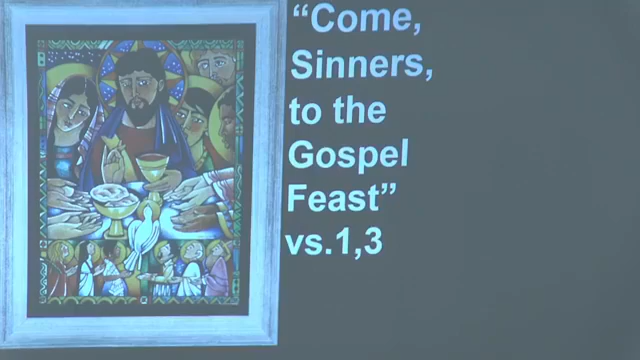 “Come,
Sinners,
to the
Gospel
Feast”
vs.1,3